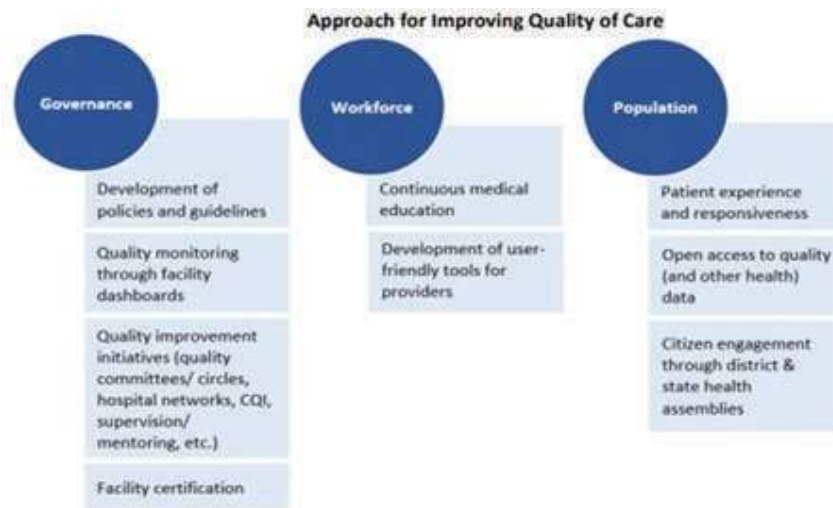 Approach for Improving Quality of Care
Governance
Development of
policies and guidelines
Quality monitoring
through facility
dashboards
Quality improvement
initiatives (quality
committees/ circles,
hospital networks, CQI,
supervision/
mentoring, etc.)
Facility certification
Workforce
Continuous medical
education
Development of user-
friendly tools for
providers
Population
Patient experience
and responsiveness
Open access to quality
(and other health)
data
Citizen engagement
through district &
state health
assemblies